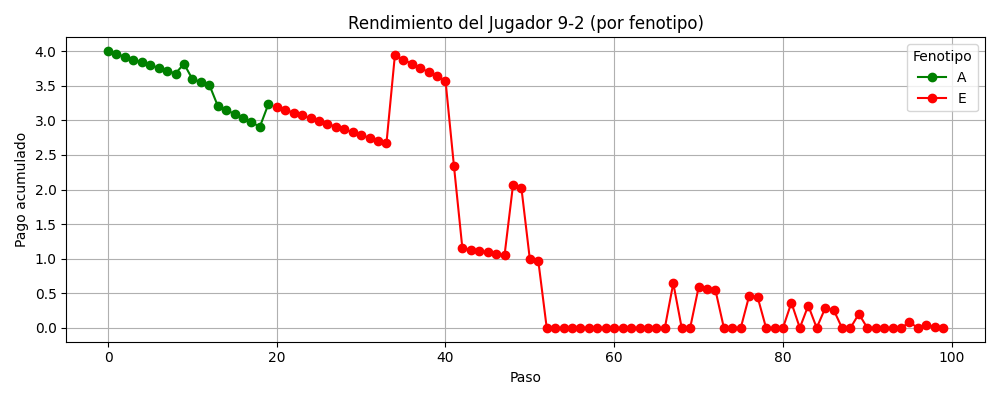 Rendimiento del Jugador 9-2 (por fenotipo)
Pago acumulado
4.0
3.5
3.0
2.5
2.0
1.5
1.0
0.5
0.0
Fenotipo
A
E
0 20 40 60 80 100
Paso